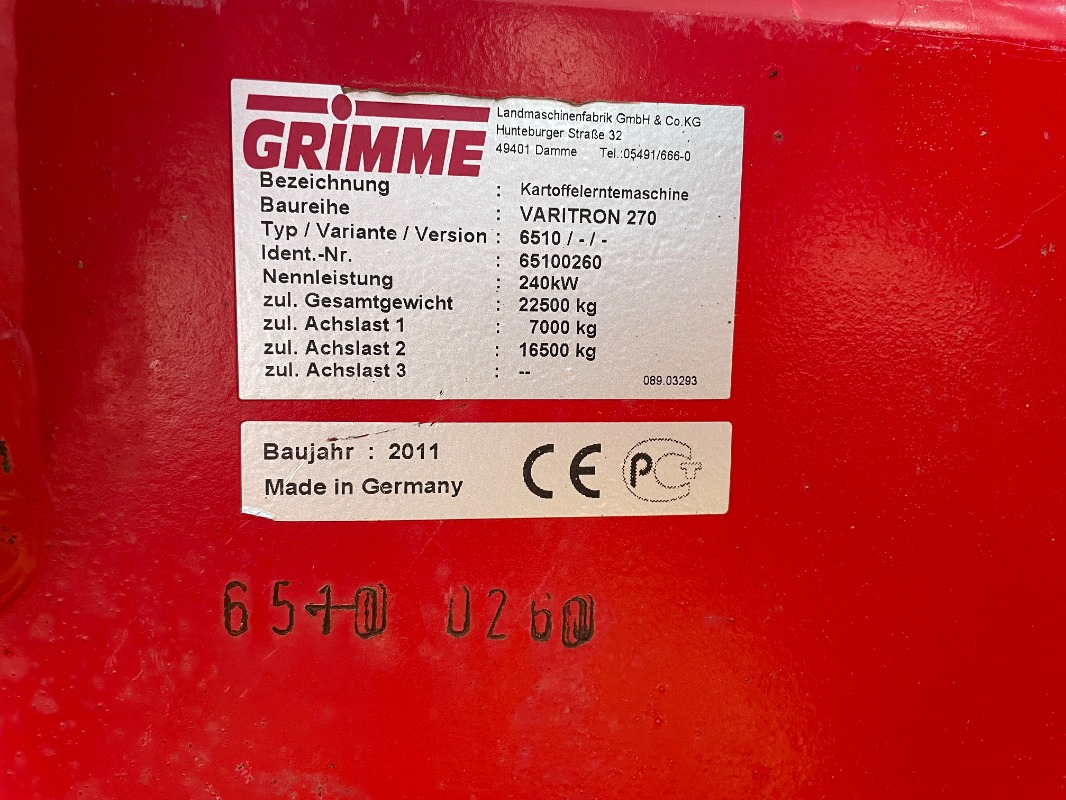 GRIMME
Landmaschinenfabrik GmbH & Co.KG
Hunteburger Straße 32
49401 Damme Tel.:05491/666-0
Bezeichnung : Kartoffelerntemaschine
Baureihe : VARITRON 270
Typ / Variante / Version : 6510 / - / -
Ident.-Nr. : 65100260
Nennleistung : 240kW
zul. Gesamtgewicht : 22500 kg
zul. Achslast 1 : 7000 kg
zul. Achslast 2 : 16500 kg
zul. Achslast 3 : --
089.03293
Baujahr : 2011
Made in Germany
CE PCT
6510 0260